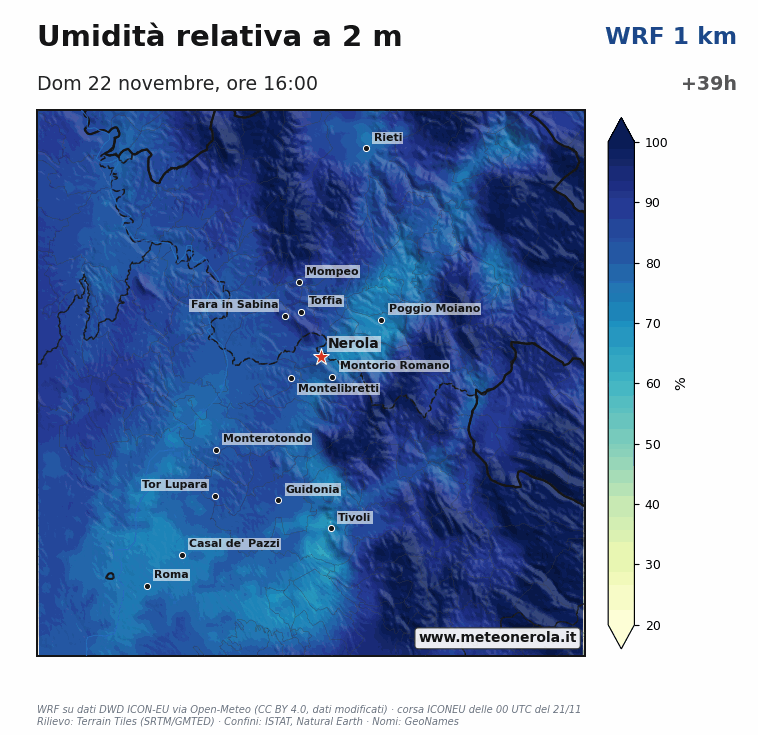 Umidità relativa a 2 m
WRF 1 km
Dom 22 novembre, ore 16:00
+39h
Rieti
Mompeo
Toffia
Fara in Sabina
Poggio Moiano
Nerola
Montorio Romano
Montelibretti
Monterotondo
Tor Lupara
Guidonia
Tivoli
Casal de' Pazzi
Roma
www.meteonerola.it
100
90
80
70
60
50
40
30
20
%
WRF su dati DWD ICON-EU via Open-Meteo (CC BY 4.0, dati modificati) · corsa ICONEU delle 00 UTC del 21/11
Rilievo: Terrain Tiles (SRTM/GMTED) · Confini: ISTAT, Natural Earth · Nomi: GeoNames